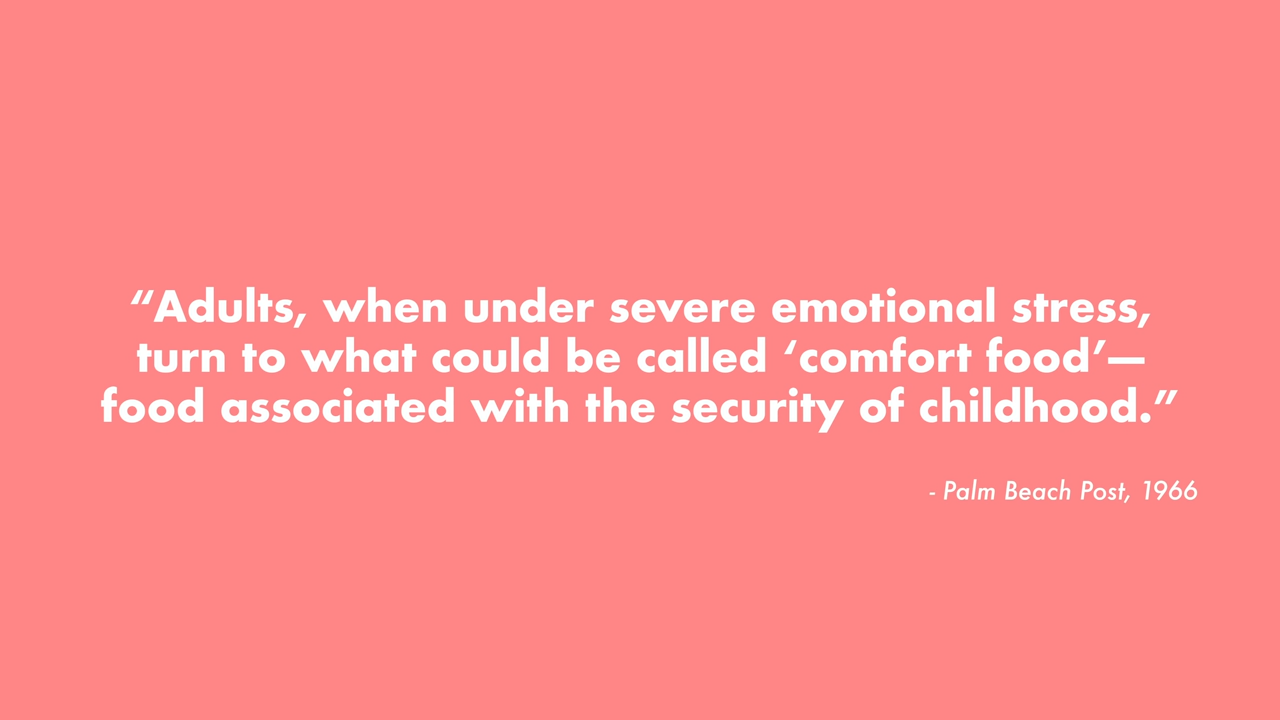 “Adults, when under severe emotional stress,
turn to what could be called ‘comfort food’—
food associated with the security of childhood.”
- Palm Beach Post, 1966